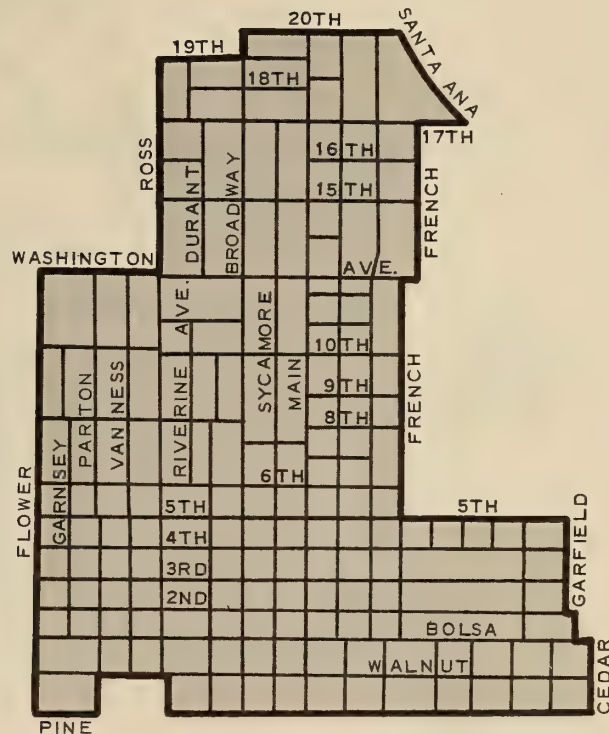 20TH
SANTA ANA
19TH
18TH
17TH
ROSS
16TH
DURANT
BROADWAY
15TH
FRENCH
WASHINGTON
AVE.
RIVERINE AVE.
SYCAMORE
MAIN
10TH
PARTON
VAN NESS
9TH
8TH
FRENCH
FLOWER
GARNSEY
6TH
5TH
5TH
4TH
3RD
2ND
GARFIELD
BOLSA
WALNUT
CEDAR
PINE